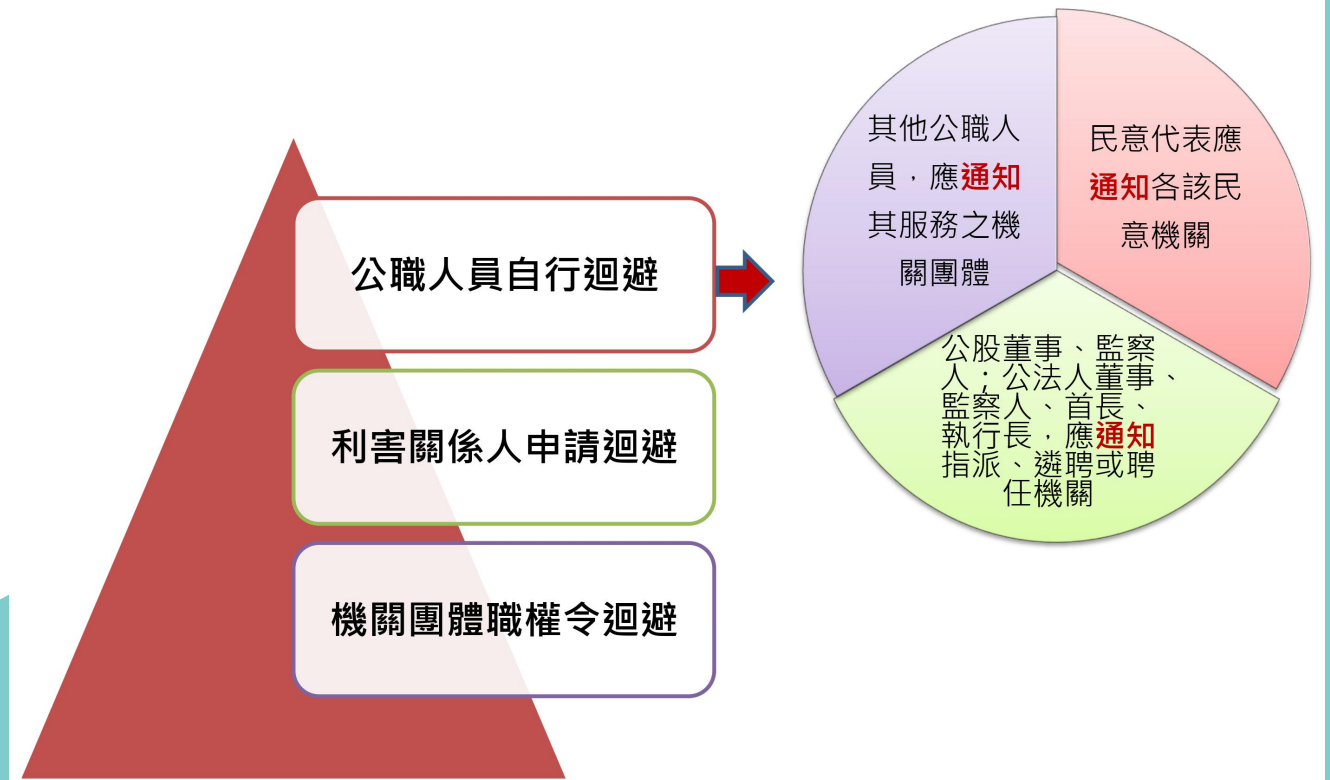 公職人員自行迴避
利害關係人申請迴避
機關團體職權令迴避
其他公職人
員，應通知
其服務之機
關團體
民意代表應
通知各該民
意機關
公股董事、監察
人；公法人董事、
監察人、首長、
執行長，應通知
指派、遴聘或聘
任機關